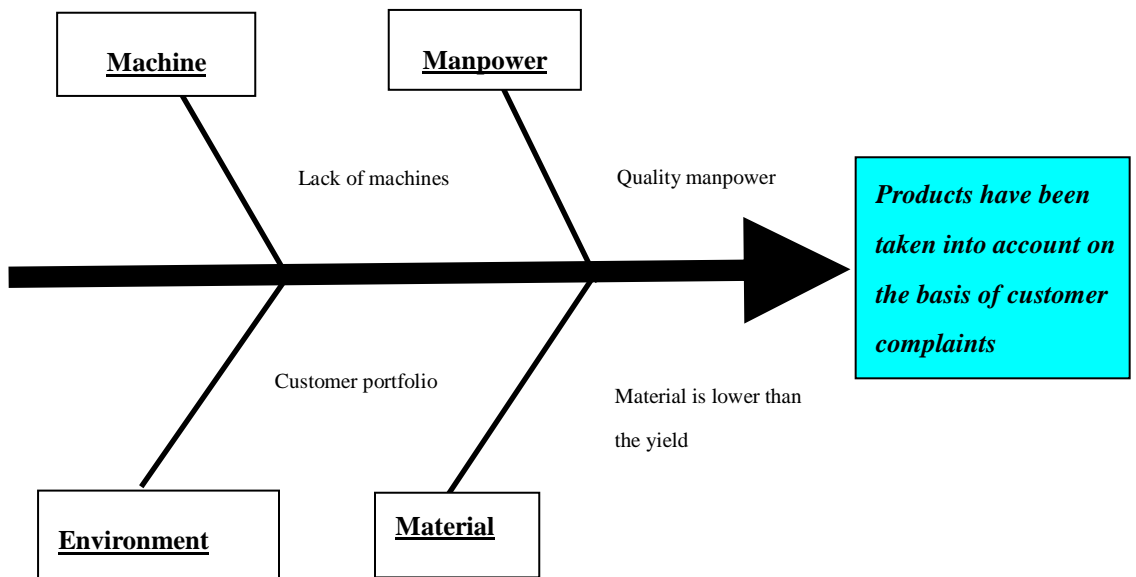 Machine
Manpower
Lack of machines
Quality manpower
Products have been
taken into account on
the basis of customer
complaints
Customer portfolio
Material is lower than
the yield
Environment
Material